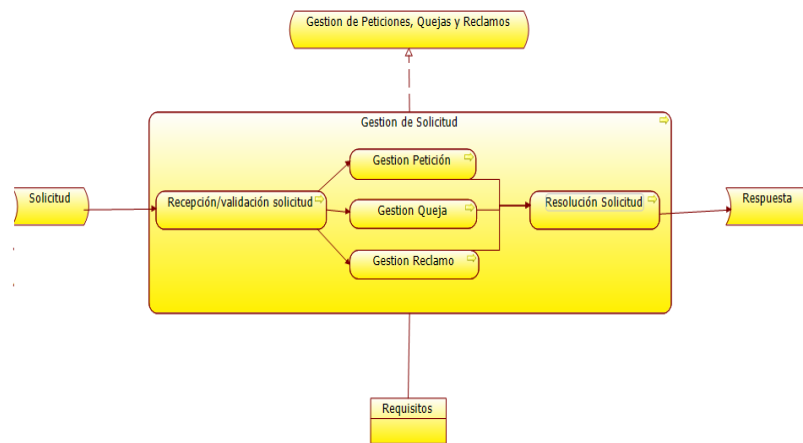 Gestion de Peticiones, Quejas y Reclamos
Gestion de Solicitud
Gestion Petición
Solicitud
Recepción/validación solicitud
Gestion Queja
Resolución Solicitud
Respuesta
Gestion Reclamo
Requisitos